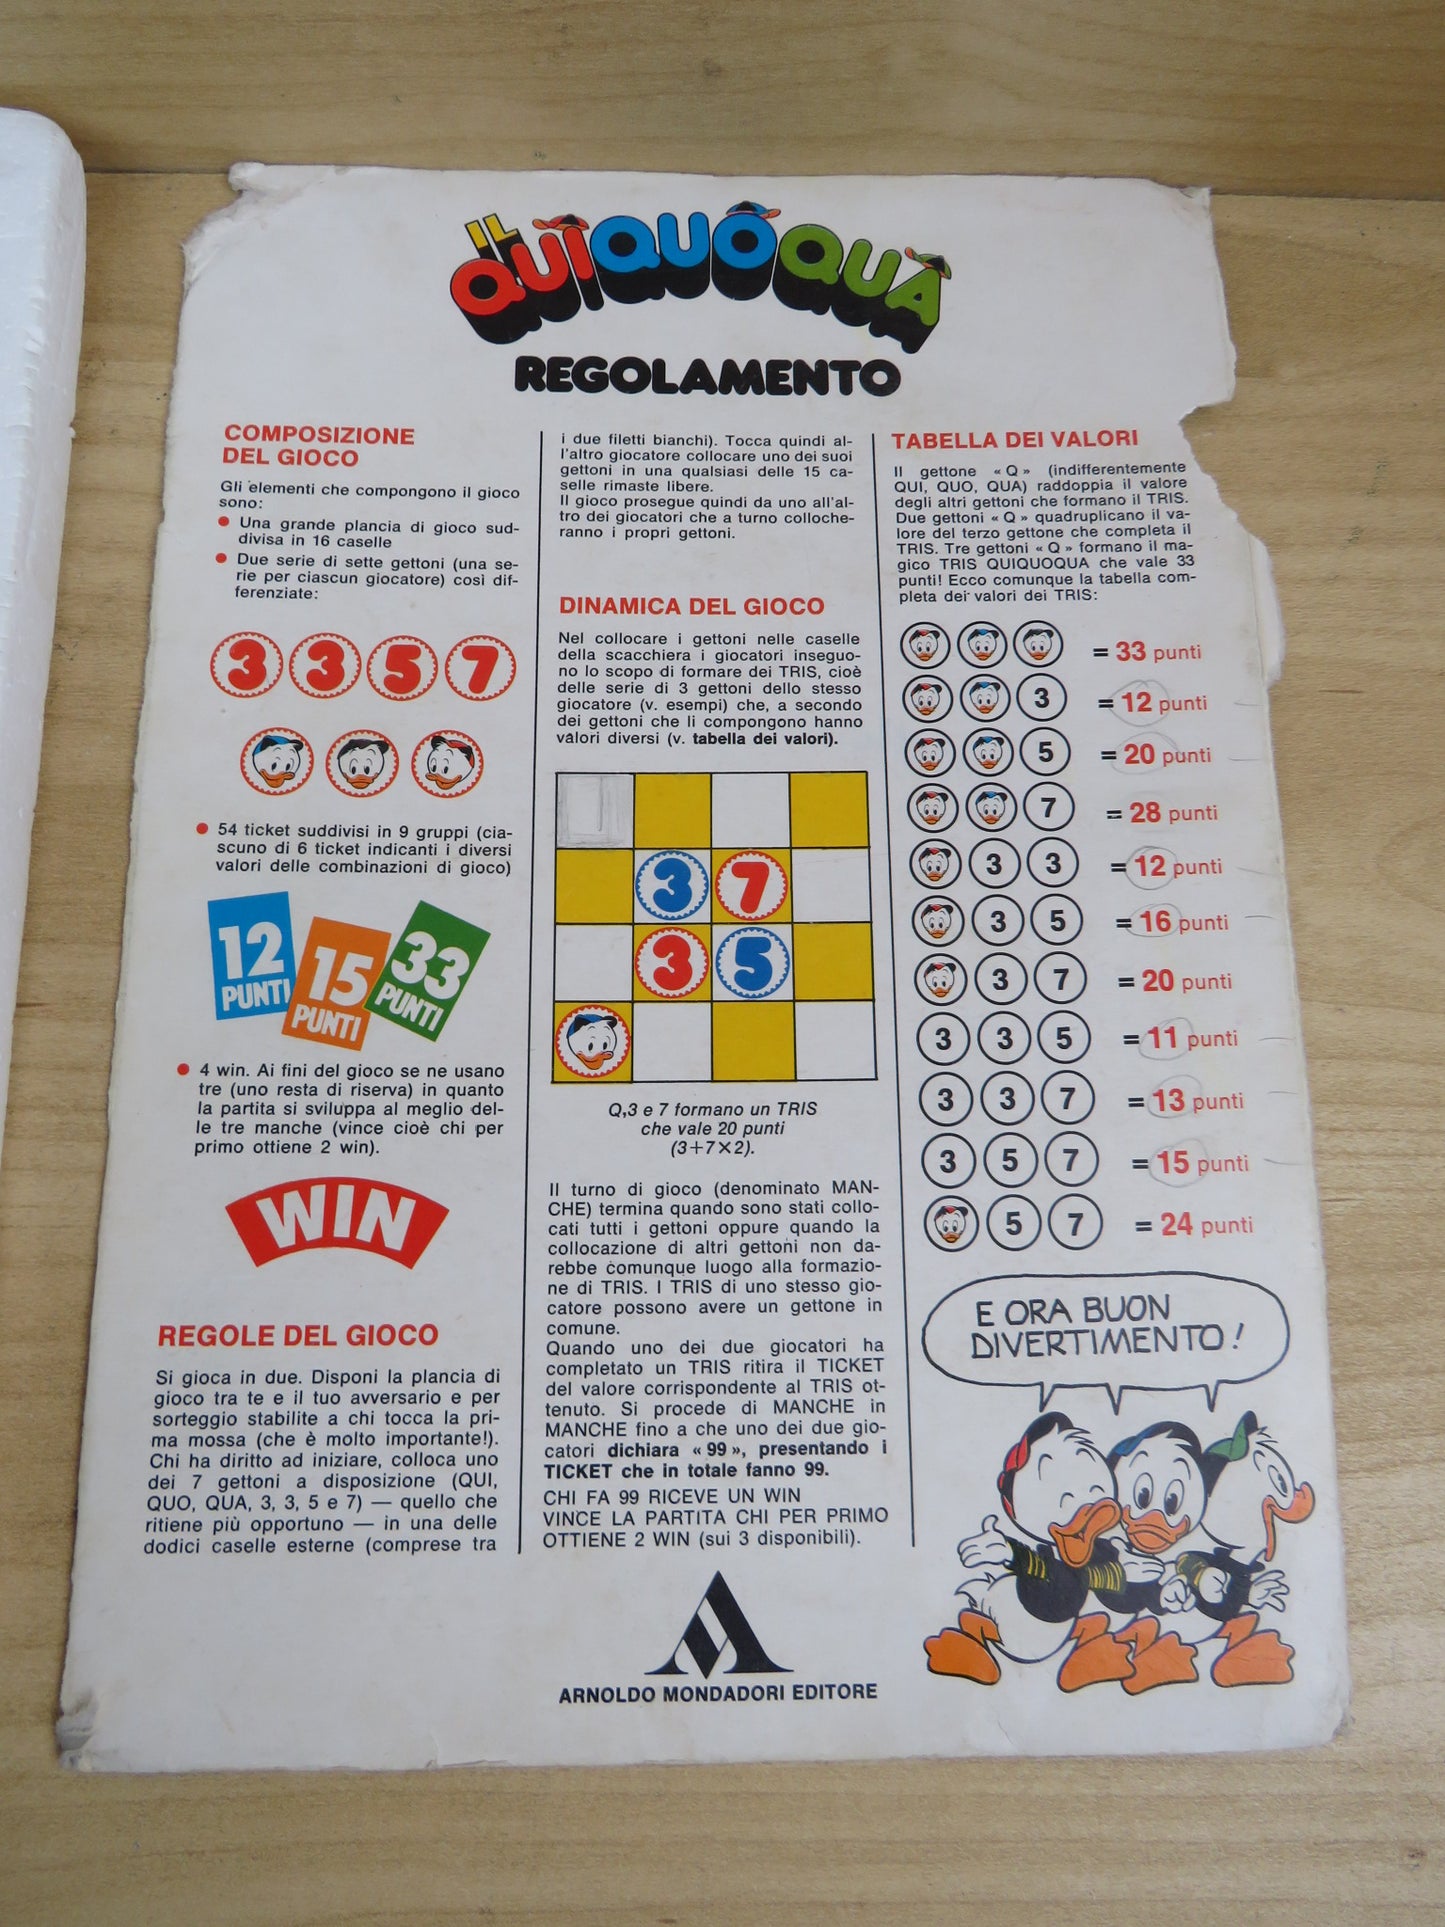 IL
QUIQUOQUA
REGOLAMENTO
COMPOSIZIONE
DEL GIOCO
Gli elementi che compongono il gioco
sono:
● Una grande plancia di gioco sud-
divisa in 16 caselle
● Due serie di sette gettoni (una se-
rie per ciascun giocatore) così dif-
ferenziate:
3 3 5 7
● 54 ticket suddivisi in 9 gruppi (cia-
scuno di 6 ticket indicanti i diversi
valori delle combinazioni di gioco)
12
PUNTI
15
PUNTI
33
PUNTI
● 4 win. Ai fini del gioco se ne usano
tre (uno resta di riserva) in quanto
la partita si sviluppa al meglio del-
le tre manche (vince cioè chi per
primo ottiene 2 win).
WIN
REGOLE DEL GIOCO
Si gioca in due. Disponi la plancia di
gioco tra te e il tuo avversario e per
sorteggio stabilite a chi tocca la pri-
ma mossa (che è molto importante!).
Chi ha diritto ad iniziare, colloca uno
dei 7 gettoni a disposizione (QUI,
QUO, QUA, 3, 3, 5 e 7) — quello che
ritiene più opportuno — in una delle
dodici caselle esterne (comprese tra
i due filetti bianchi). Tocca quindi al-
l'altro giocatore collocare uno dei suoi
gettoni in una qualsiasi delle 15 ca-
selle rimaste libere.
Il gioco prosegue quindi da uno all'al-
tro dei giocatori che a turno colloche-
ranno i propri gettoni.
DINAMICA DEL GIOCO
Nel collocare i gettoni nelle caselle
della scacchiera i giocatori inseguo-
no lo scopo di formare dei TRIS, cioè
delle serie di 3 gettoni dello stesso
giocatore (v. esempi) che, a secondo
dei gettoni che li compongono hanno
valori diversi (v. tabella dei valori).
3 7
3 5
Q,3 e 7 formano un TRIS
che vale 20 punti
(3+7×2).
Il turno di gioco (denominato MAN-
CHE) termina quando sono stati collo-
cati tutti i gettoni oppure quando la
collocazione di altri gettoni non da-
rebbe comunque luogo alla formazio-
ne di TRIS. I TRIS di uno stesso gio-
catore possono avere un gettone in
comune.
Quando uno dei due giocatori ha
completato un TRIS ritira il TICKET
del valore corrispondente al TRIS ot-
tenuto. Si procede di MANCHE in
MANCHE fino a che uno dei due gio-
catori dichiara «99», presentando i
TICKET che in totale fanno 99.
CHI FA 99 RICEVE UN WIN
VINCE LA PARTITA CHI PER PRIMO
OTTIENE 2 WIN (sui 3 disponibili).
TABELLA DEI VALORI
Il gettone «Q» (indifferentemente
QUI, QUO, QUA) raddoppia il valore
degli altri gettoni che formano il TRIS.
Due gettoni «Q» quadruplicano il va-
lore del terzo gettone che completa il
TRIS. Tre gettoni «Q» formano il ma-
gico TRIS QUIQUOQUA che vale 33
punti! Ecco comunque la tabella com-
pleta dei valori dei TRIS:
= 33 punti
3 = 12 punti
5 = 20 punti
7 = 28 punti
3 3 = 12 punti
3 5 = 16 punti
3 7 = 20 punti
3 3 5 = 11 punti
3 3 7 = 13 punti
3 5 7 = 15 punti
5 7 = 24 punti
E ORA BUON
DIVERTIMENTO!
ARNOLDO MONDADORI EDITORE